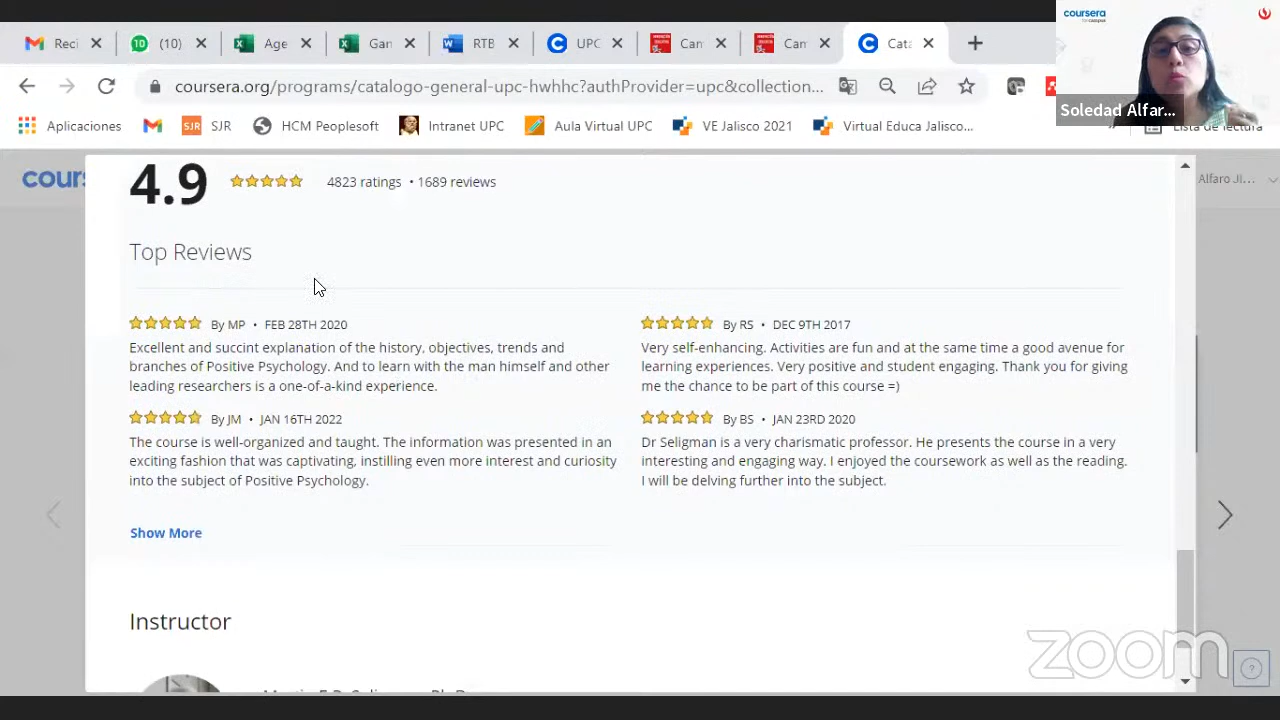 Reci
(10)
Age
Gan
RTE
UPC
Can
Can
Cata
coursera.org/programs/catalogo-general-upc-hwhhc?authProvider=upc&collection...
Aplicaciones SJR SJR HCM Peoplesoft Intranet UPC Aula Virtual UPC VE Jalisco 2021 Virtual Educa Jalisco... » Lista de lectura
coursera
Soledad Alfar...
cours
Alfaro JI...
4.9 4823 ratings • 1689 reviews
Top Reviews
By MP • FEB 28TH 2020
Excellent and succint explanation of the history, objectives, trends and
branches of Positive Psychology. And to learn with the man himself and other
leading researchers is a one-of-a-kind experience.
By RS • DEC 9TH 2017
Very self-enhancing. Activities are fun and at the same time a good avenue for
learning experiences. Very positive and student engaging. Thank you for giving
me the chance to be part of this course =)
By JM • JAN 16TH 2022
The course is well-organized and taught. The information was presented in an
exciting fashion that was captivating, instilling even more interest and curiosity
into the subject of Positive Psychology.
By BS • JAN 23RD 2020
Dr Seligman is a very charismatic professor. He presents the course in a very
interesting and engaging way. I enjoyed the coursework as well as the reading.
I will be delving further into the subject.
Show More
Instructor
zoom